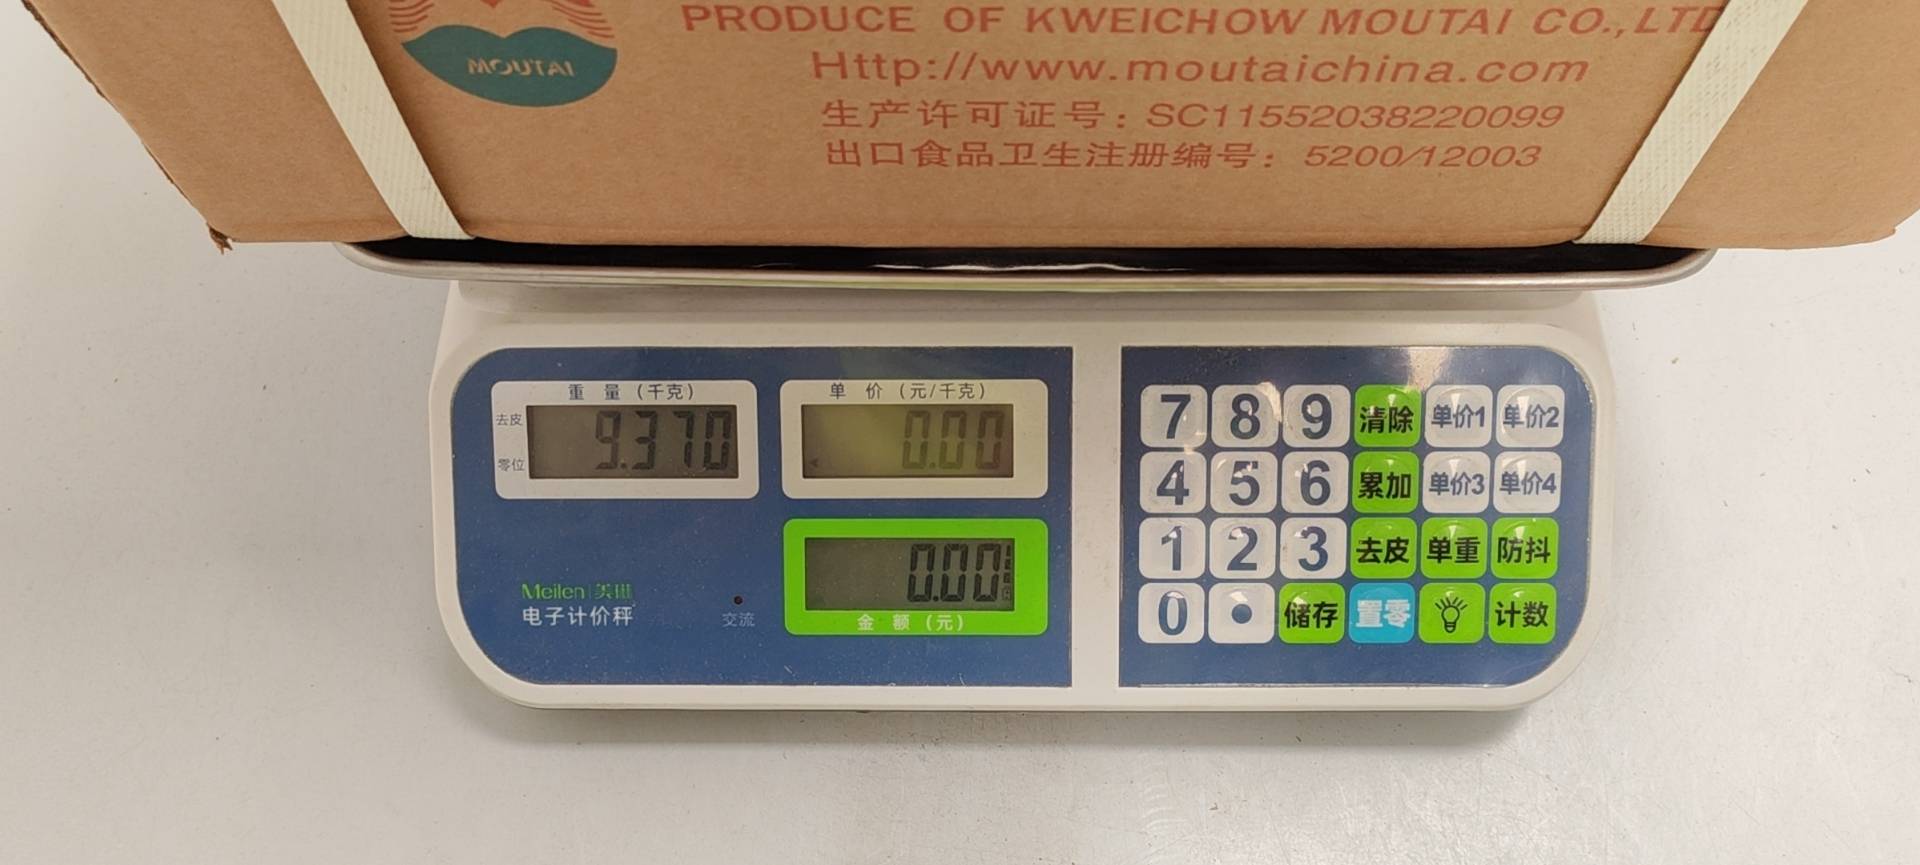 MOUTAI
PRODUCE OF KWEICHOW MOUTAI CO.,LTD
Http://www.moutaichina.com
生产许可证号：SC11552038220099
出口食品卫生注册编号：5200/12003
重 量 (千克)
去皮
零位
9.370
单 价 (元/千克)
0.00
0.00
金 额 (元)
Meilen
电子计价秤
交流
7 8 9 清除 单价1 单价2
4 5 6 累加 单价3 单价4
1 2 3 去皮 单重 防抖
0 • 储存 置零 计数